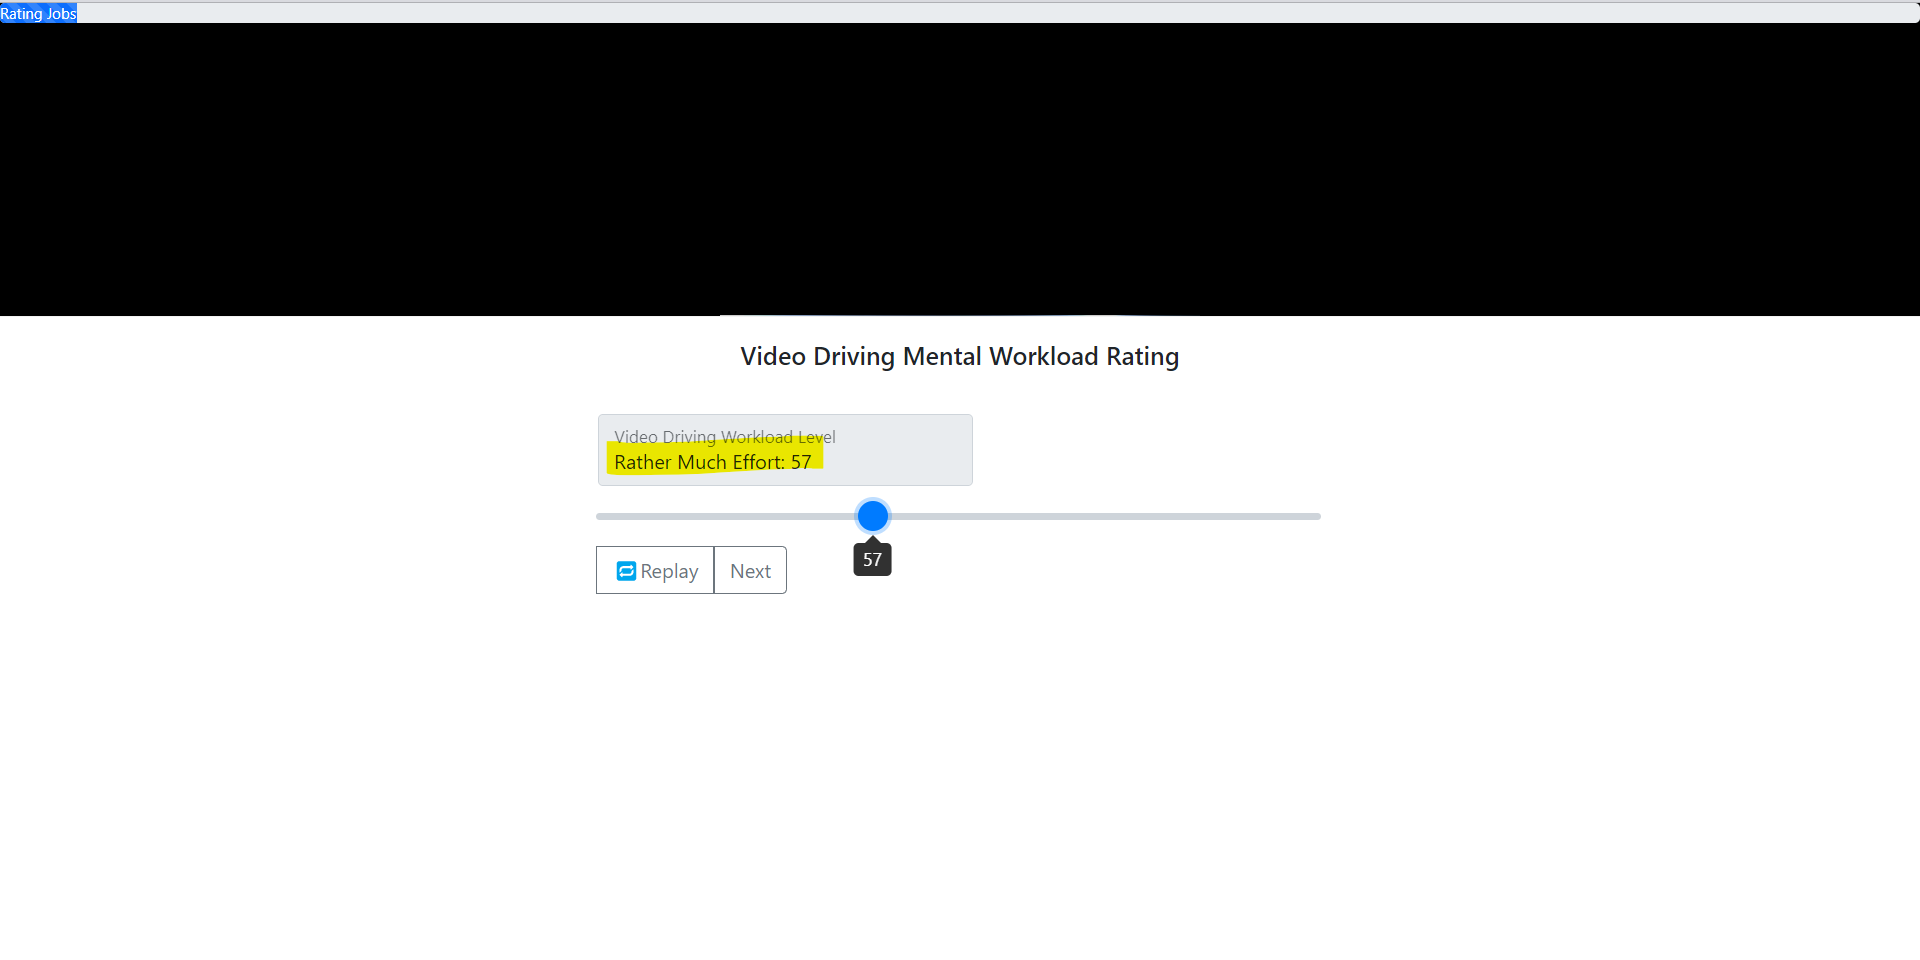 Rating Jobs
Video Driving Mental Workload Rating
Video Driving Workload Level
Rather Much Effort: 57
57
Replay
Next